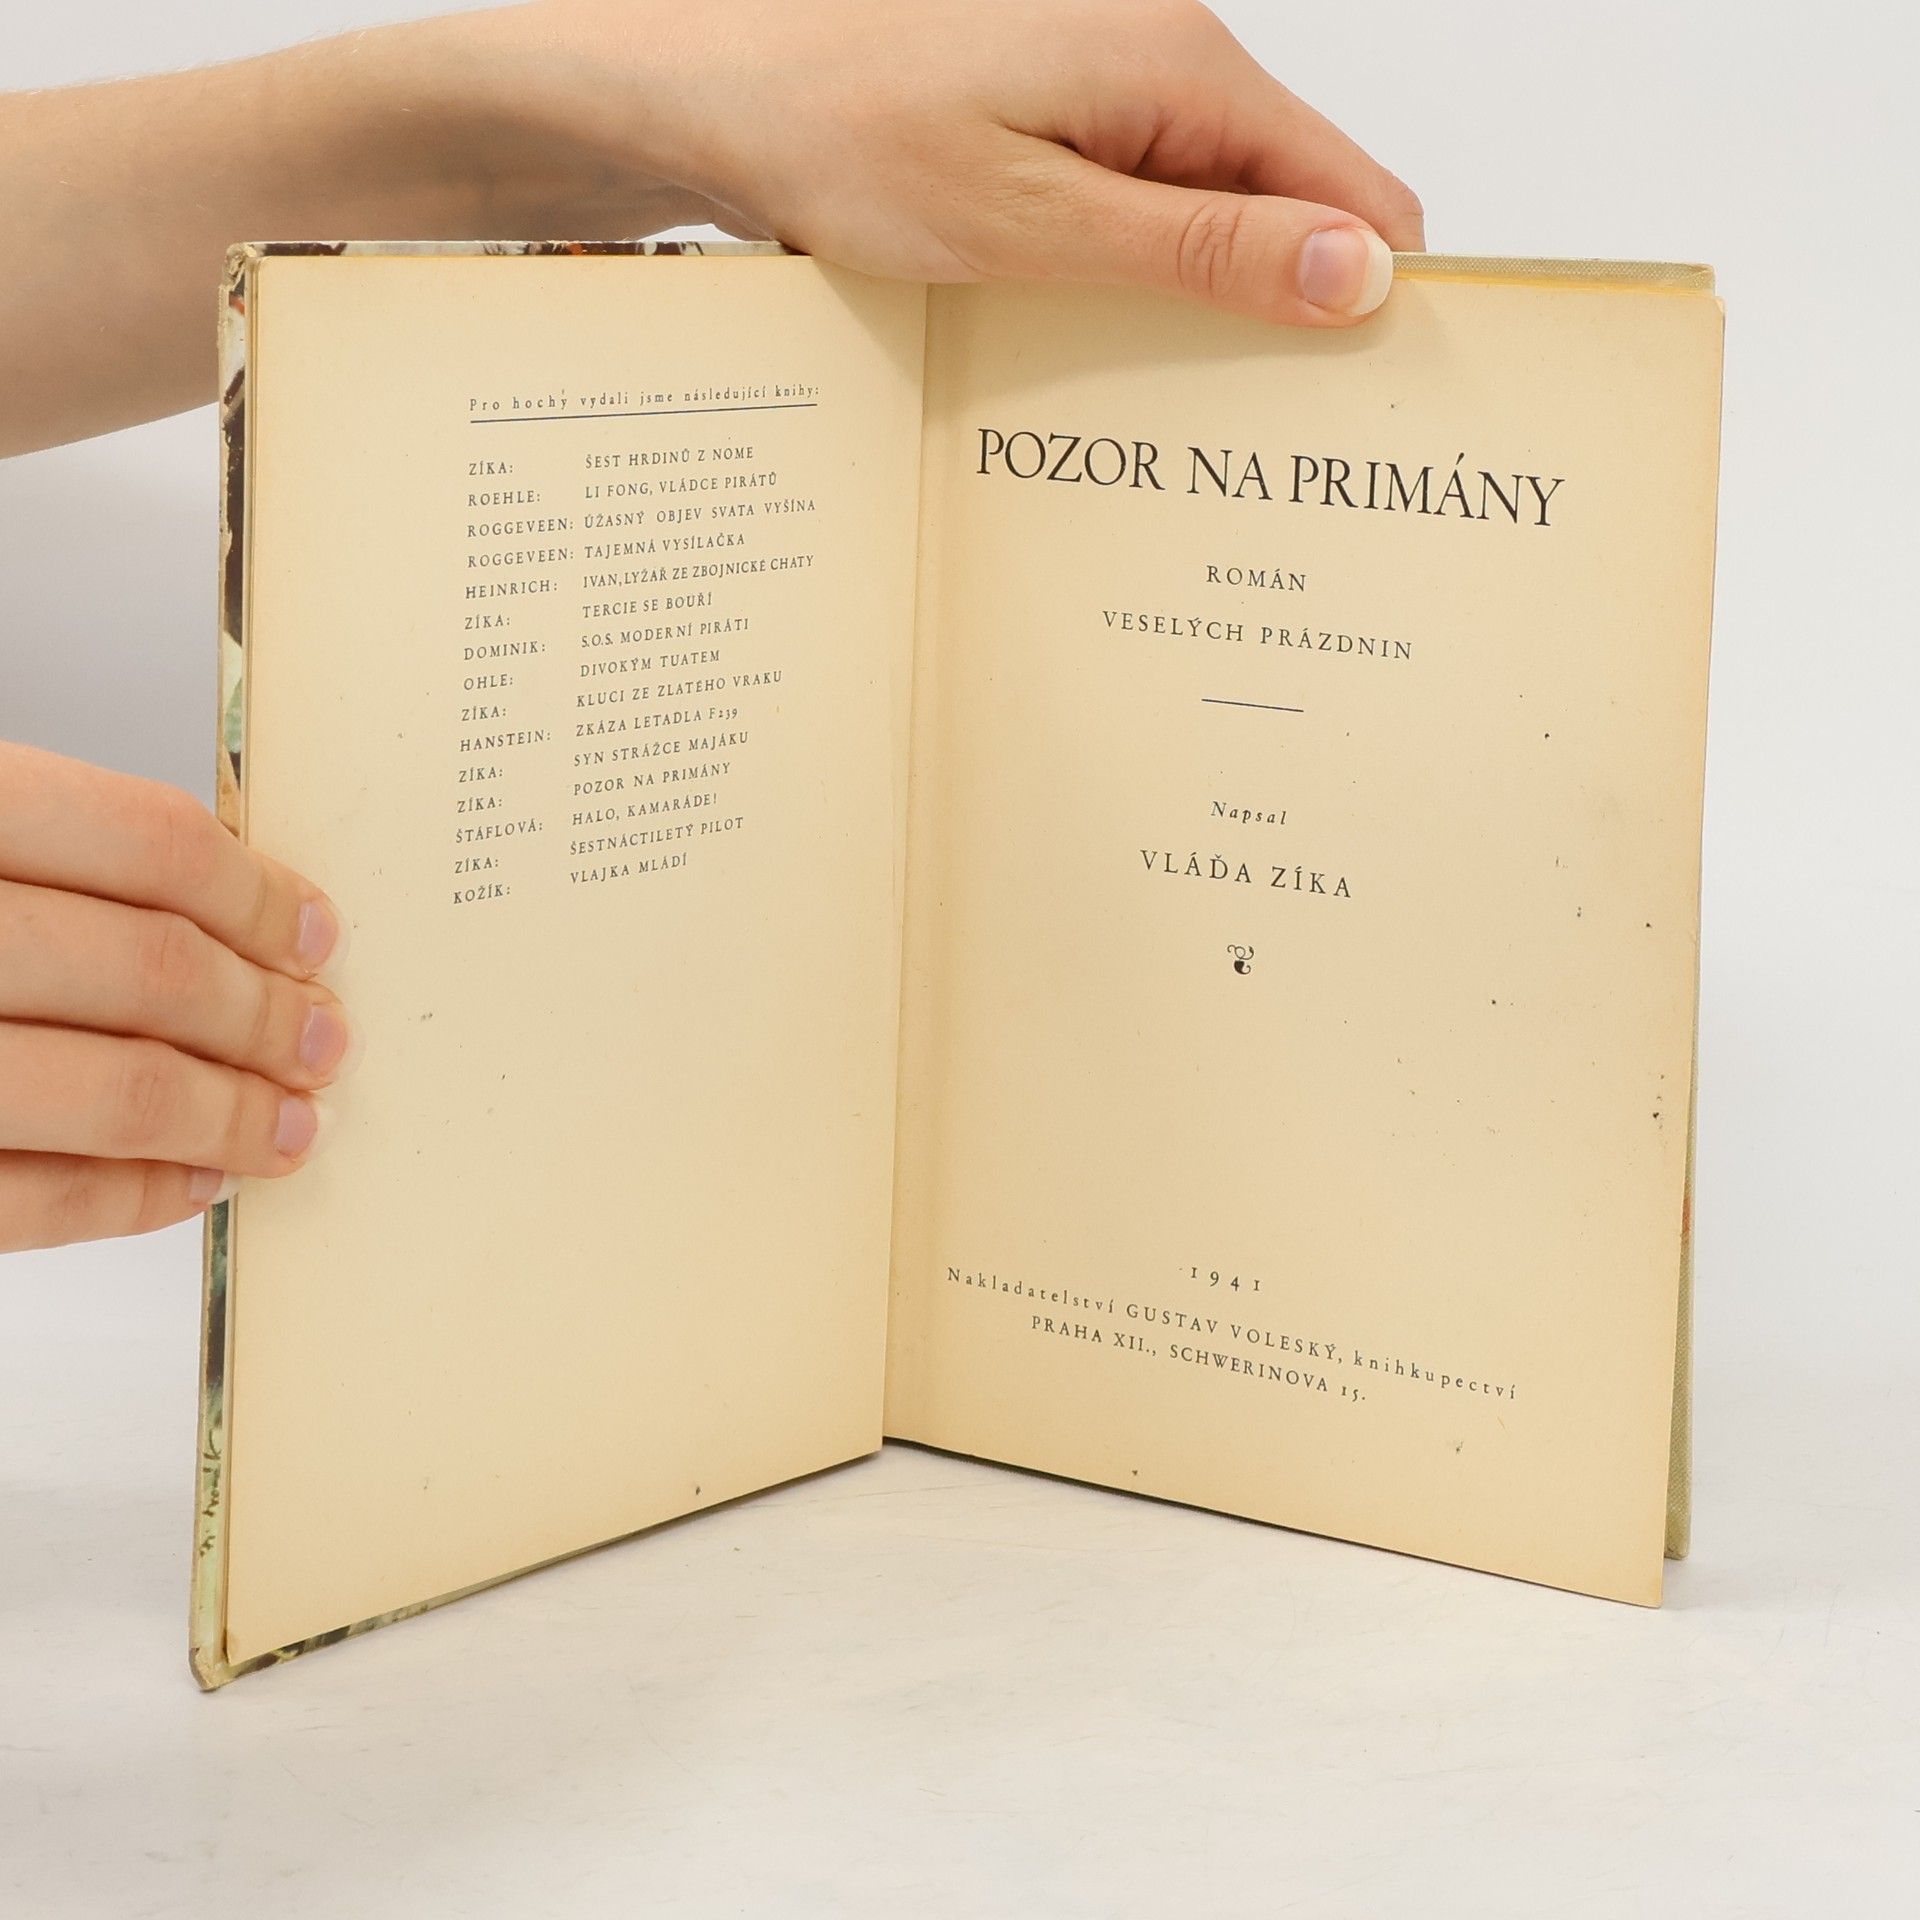 Pro hochy vydali jsme následující knihy:
ZÍKA: ŠEST HRDINŮ Z NOME
ROEHLE: LI FONG, VLÁDCE PIRÁTŮ
ROGGEVEEN: ÚŽASNÝ OBJEV SVATA VYŠÍNA
ROGGEVEEN: TAJEMNÁ VYSÍLAČKA
HEINRICH: IVAN, LYŽAŘ ZE ZBOJNICKÉ CHATY
ZÍKA: TERCIE SE BOUŘÍ
DOMINIK: S.O.S. MODERNÍ PIRÁTI
OHLE: DIVOKÝM TUATEM
ZÍKA: KLUCI ZE ZLATÉHO VRAKU
HANSTEIN: ZKÁZA LETADLA F239
ZÍKA: SYN STRÁŽCE MAJÁKU
ZÍKA: POZOR NA PRIMÁNY
ŠTÁFLOVÁ: HALO, KAMARÁDE!
ZÍKA: ŠESTNÁCTILETÝ PILOT
KOŽÍK: VLAJKA MLÁDÍ
POZOR NA PRIMÁNY
ROMÁN
VESELÝCH PRÁZDNIN
Napsal
VLÁĎA ZÍKA
1941
Nakladatelství GUSTAV VOLESKÝ, knihkupectví
PRAHA XII., SCHWERINOVA 15.